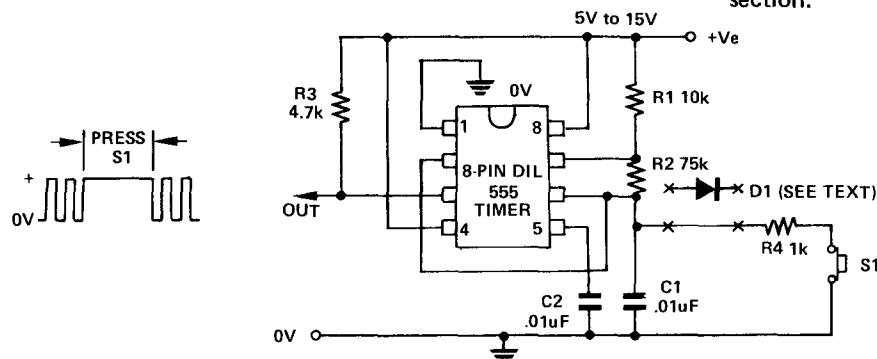 section.
5V to 15V
+Ve
R3
4.7k
0V
R1 10k
PRESS
S1
1
8
8-PIN DIL
R2 75k
+
0V
555
TIMER
D1 (SEE TEXT)
OUT
4
5
R4 1k
S1
C2
.01uF
C1
.01uF
0V